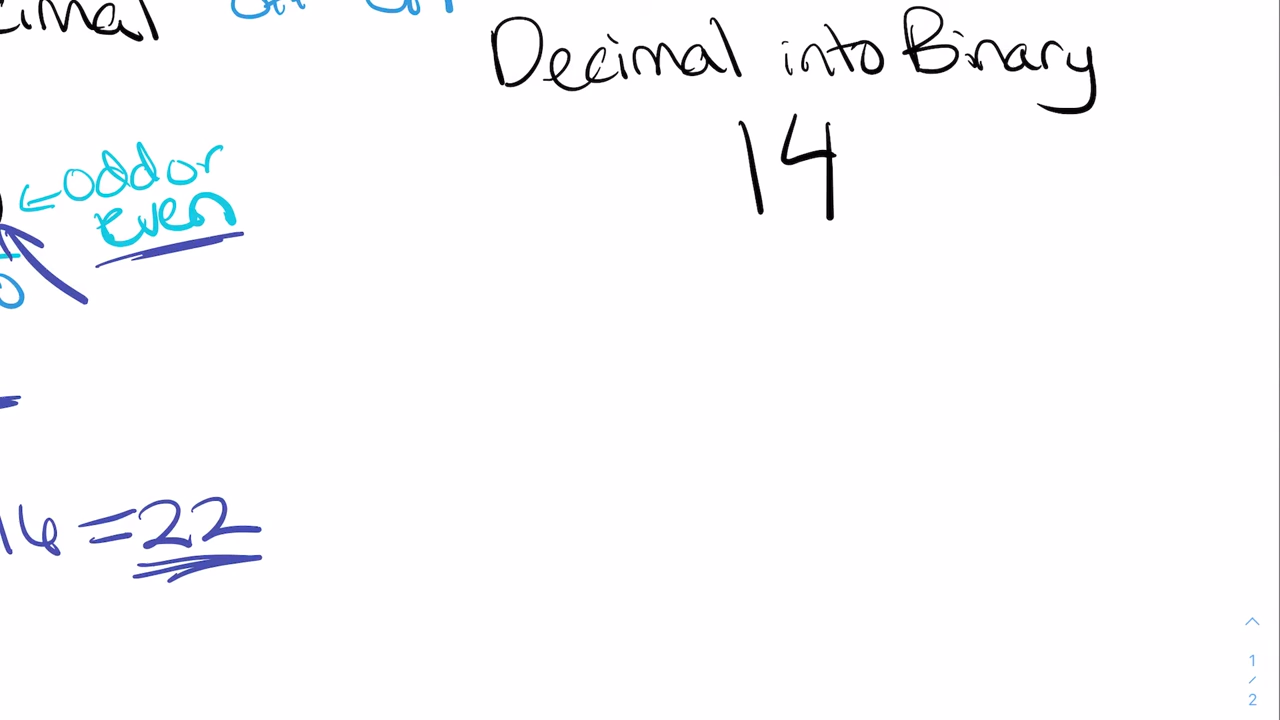 Decimal into Binary
14
odd or
even
=22
1
/
2